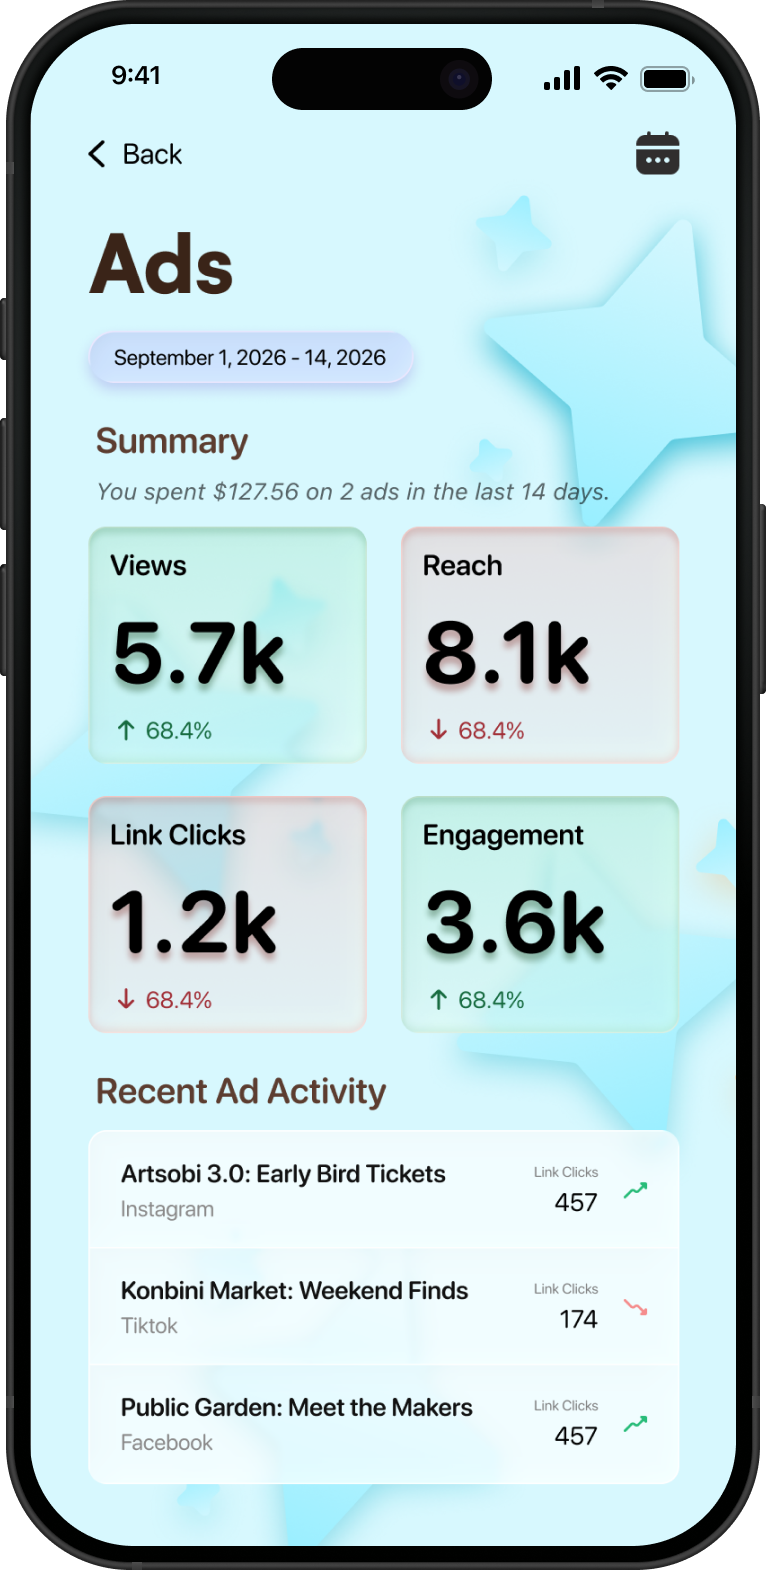 9:41
Back
Ads
September 1, 2026 - 14, 2026
Summary
You spent $127.56 on 2 ads in the last 14 days.
Views
5.7k
68.4%
Reach
8.1k
68.4%
Link Clicks
1.2k
68.4%
Engagement
3.6k
68.4%
Recent Ad Activity
Artsobi 3.0: Early Bird Tickets
Instagram
Link Clicks
457
Konbini Market: Weekend Finds
Tiktok
Link Clicks
174
Public Garden: Meet the Makers
Facebook
Link Clicks
457